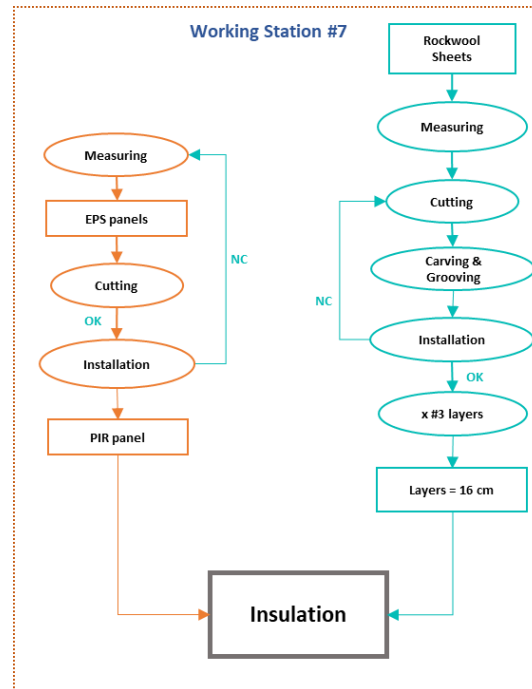 Working Station #7
Measuring
EPS panels
Cutting
OK
Installation
NC
PIR panel
Rockwool
Sheets
Measuring
Cutting
Carving &
Grooving
NC
Installation
OK
x #3 layers
Layers = 16 cm
Insulation